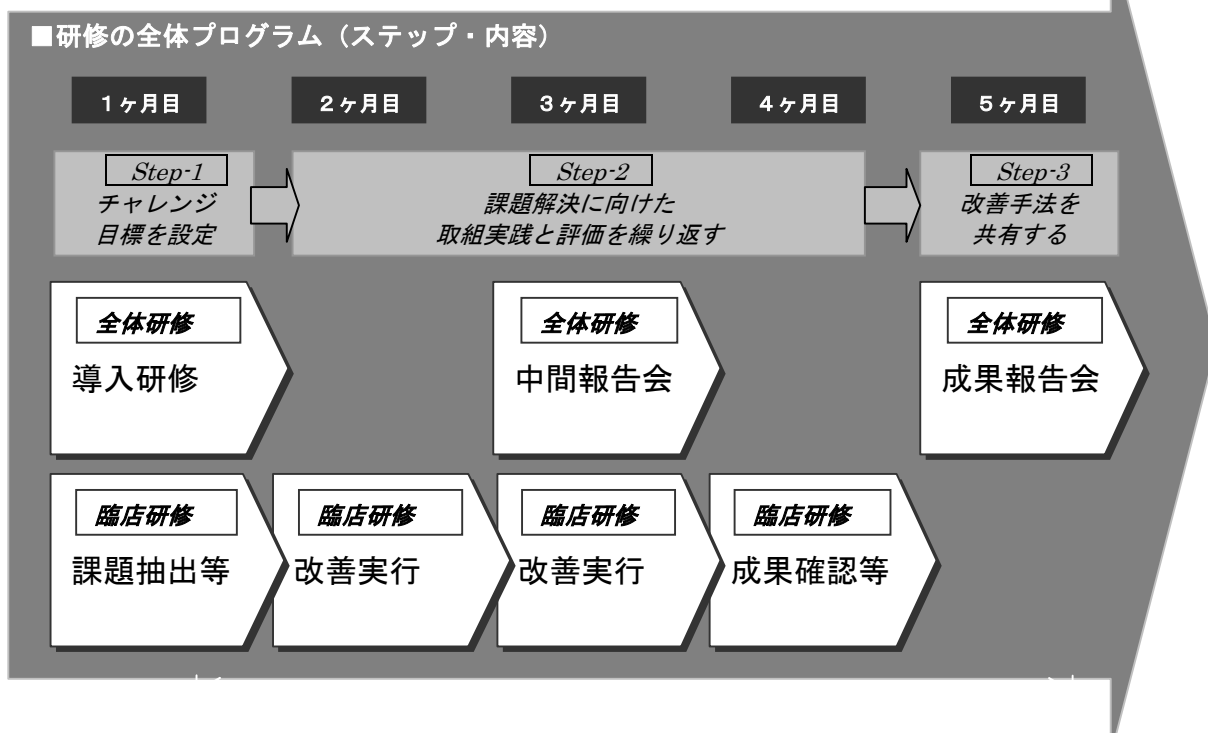 ■研修の全体プログラム（ステップ・内容）
１ヶ月目
２ヶ月目
３ヶ月目
４ヶ月目
５ヶ月目
Step-1
チャレンジ
目標を設定
Step-2
課題解決に向けた
取組実践と評価を繰り返す
Step-3
改善手法を
共有する
全体研修
導入研修
全体研修
中間報告会
全体研修
成果報告会
臨店研修
課題抽出等
臨店研修
改善実行
臨店研修
改善実行
臨店研修
成果確認等